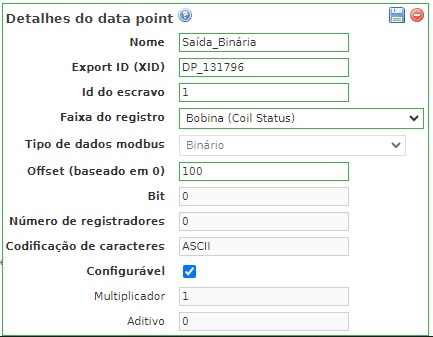 Detalhes do data point
Nome Saída_Binária
Export ID (XID) DP_131796
Id do escravo 1
Faixa do registro Bobina (Coil Status)
Tipo de dados modbus Binário
Offset (baseado em 0) 100
Bit 0
Número de registradores 0
Codificação de caracteres ASCII
Configurável
Multiplicador 1
Aditivo 0